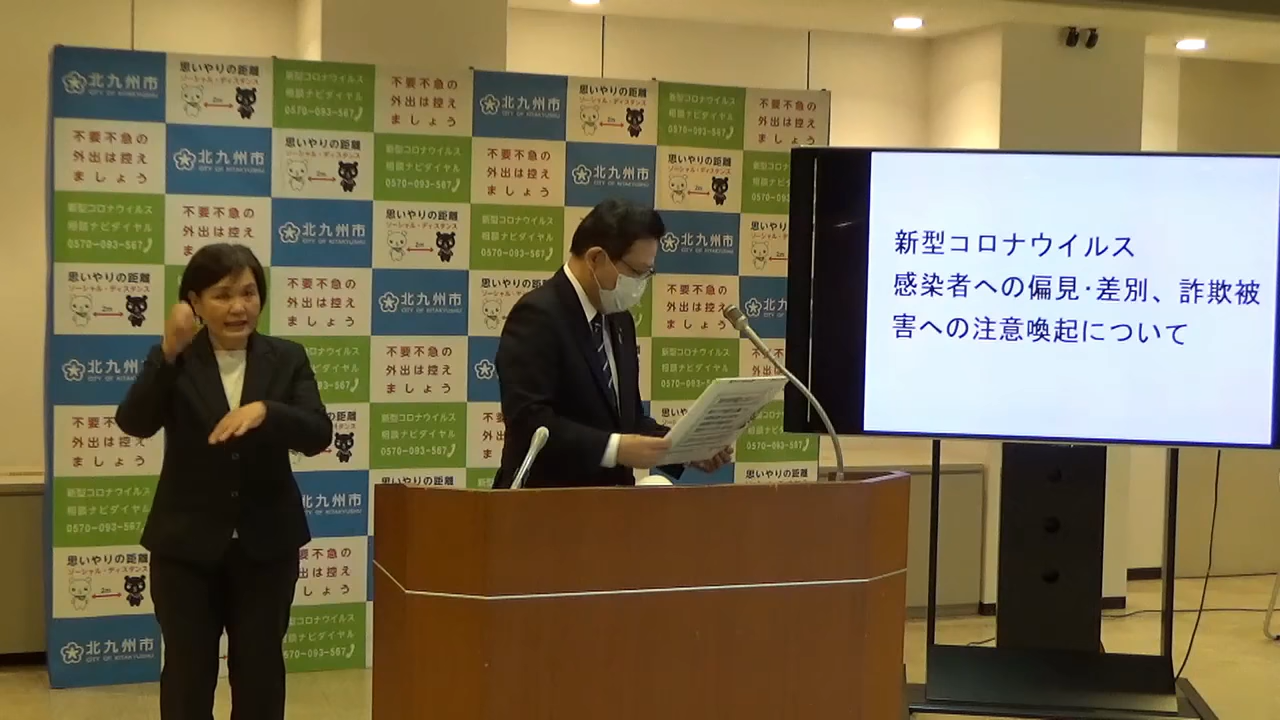 北九州市
CITY OF KITAKYUSHU
思いやりの距離
ソーシャル・ディスタンス
2m
新型コロナウイルス
相談ナビダイヤル
0570-093-567
不要不急の
外出は控え
ましょう
新型コロナウイルス
感染者への偏見・差別、詐欺被
害への注意喚起について